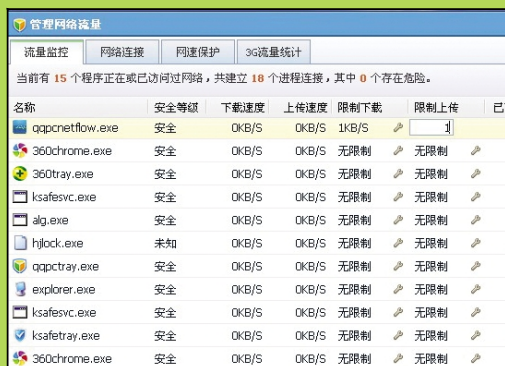 管理网络流量
流量监控 网络连接 网速保护 3G流量统计
当前有 15 个程序正在或已访问过网络，共建立 18 个进程连接，其中 0 个存在危险。
名称 安全等级 下载速度 上传速度 限制下载 限制上传 已
qqpcnetflow.exe 安全 0KB/S 0KB/S 1KB/S 1
360chrome.exe 安全 0KB/S 0KB/S 无限制 无限制
360tray.exe 安全 0KB/S 0KB/S 无限制 无限制
ksafesvc.exe 安全 0KB/S 0KB/S 无限制 无限制
alg.exe 安全 0KB/S 0KB/S 无限制 无限制
hjlock.exe 未知 0KB/S 0KB/S 无限制 无限制
qqpctray.exe 安全 0KB/S 0KB/S 无限制 无限制
explorer.exe 安全 0KB/S 0KB/S 无限制 无限制
ksafesvc.exe 安全 0KB/S 0KB/S 无限制 无限制
ksafetray.exe 安全 0KB/S 0KB/S 无限制 无限制
360chrome.exe 安全 0KB/S 0KB/S 无限制 无限制